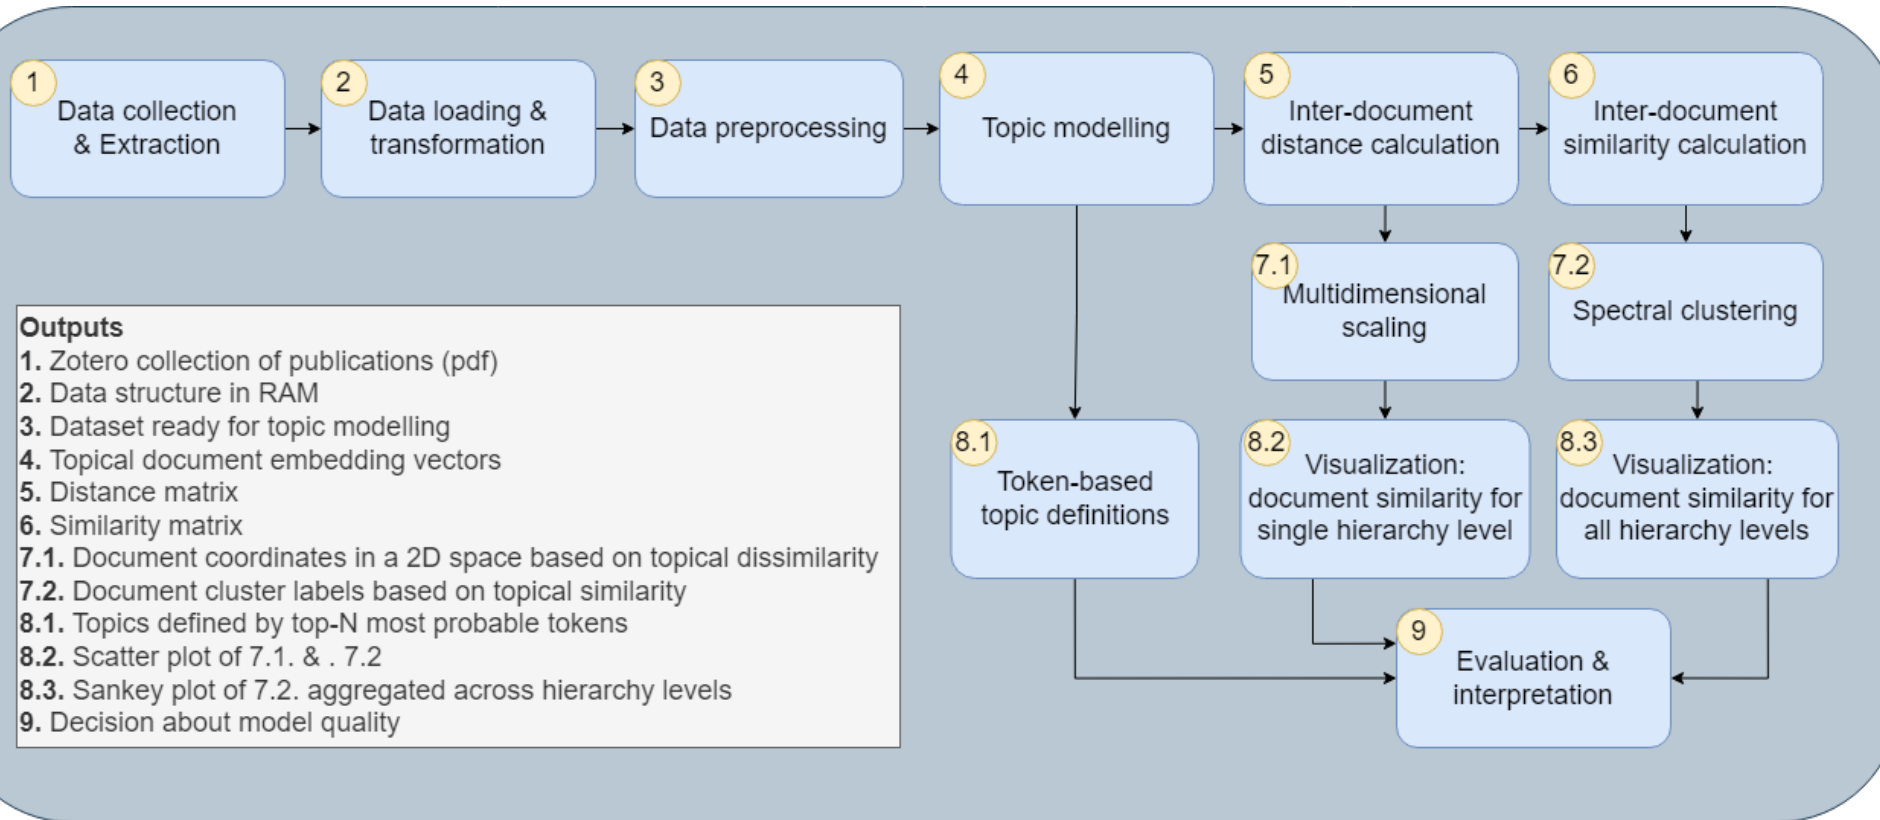 1
Data collection
& Extraction
2
Data loading &
transformation
3
Data preprocessing
4
Topic modelling
5
Inter-document
distance calculation
6
Inter-document
similarity calculation
7.1
Multidimensional
scaling
7.2
Spectral clustering
8.1
Token-based
topic definitions
8.2
Visualization:
document similarity for
single hierarchy level
8.3
Visualization:
document similarity for
all hierarchy levels
9
Evaluation &
interpretation
Outputs
1. Zotero collection of publications (pdf)
2. Data structure in RAM
3. Dataset ready for topic modelling
4. Topical document embedding vectors
5. Distance matrix
6. Similarity matrix
7.1. Document coordinates in a 2D space based on topical dissimilarity
7.2. Document cluster labels based on topical similarity
8.1. Topics defined by top-N most probable tokens
8.2. Scatter plot of 7.1. & . 7.2
8.3. Sankey plot of 7.2. aggregated across hierarchy levels
9. Decision about model quality